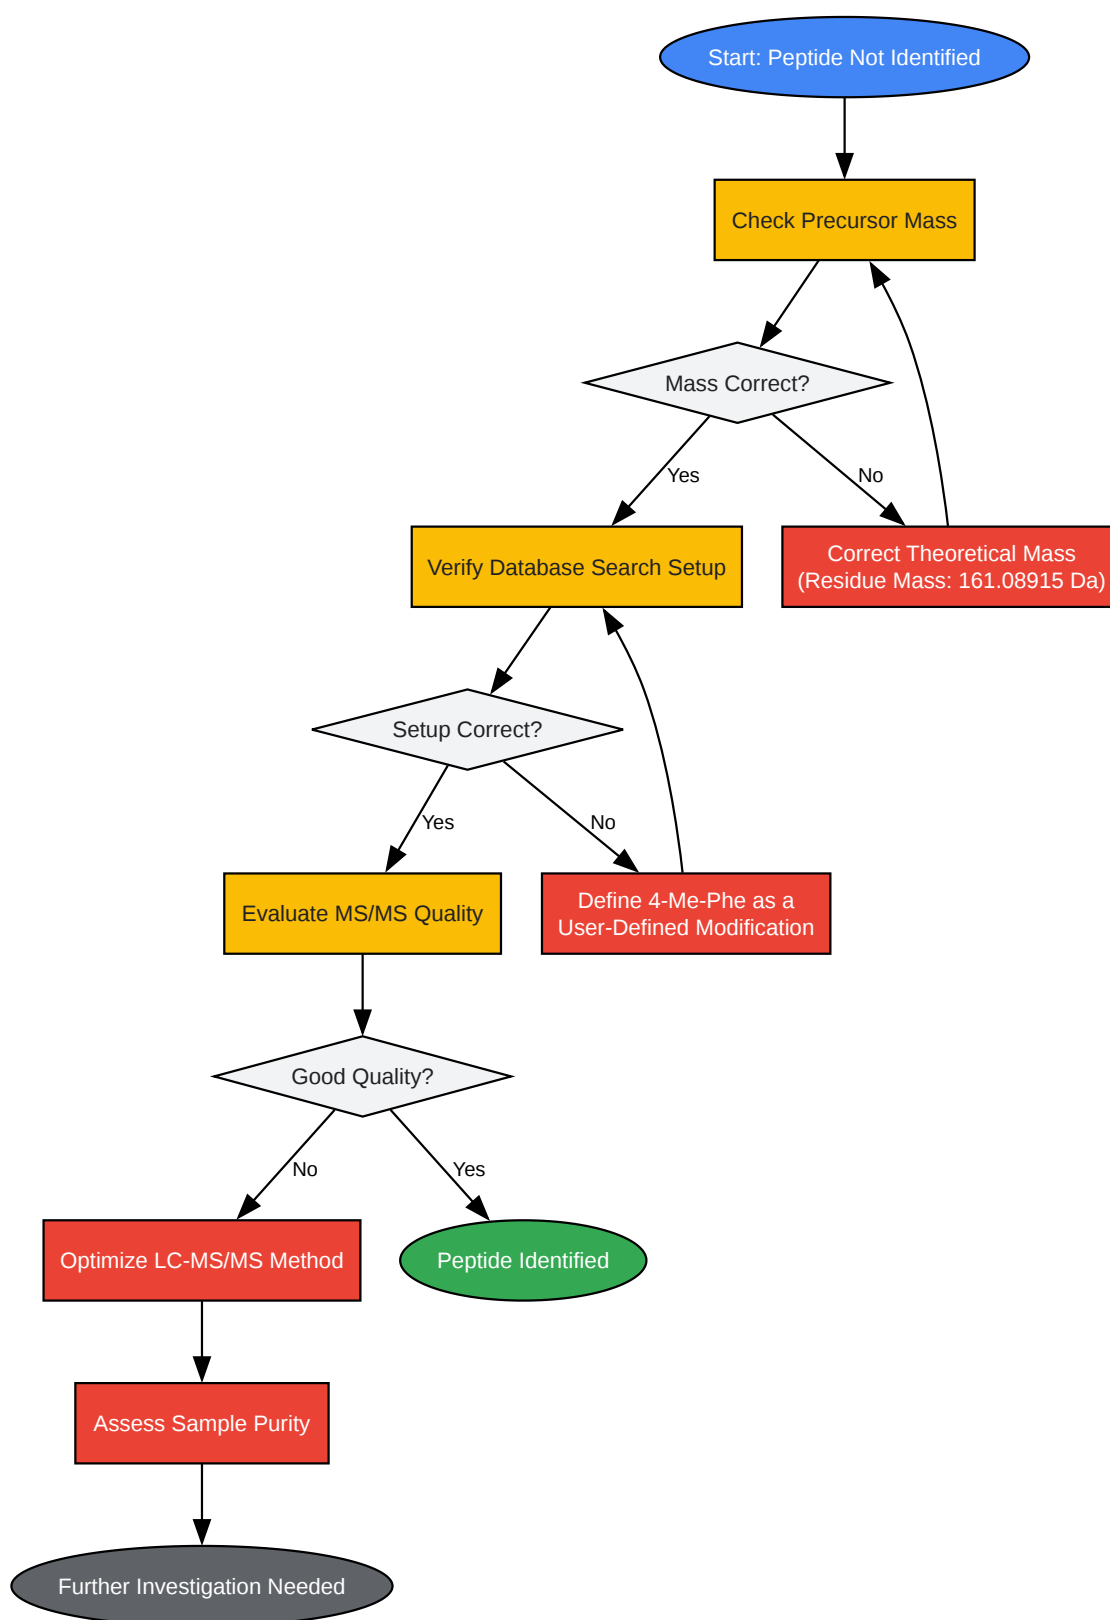 Start: Peptide Not Identified
Check Precursor Mass
Mass Correct?
Yes
No
Verify Database Search Setup
Correct Theoretical Mass
(Residue Mass: 161.08915 Da)
Setup Correct?
Yes
No
Evaluate MS/MS Quality
Define 4-Me-Phe as a
User-Defined Modification
Good Quality?
No
Yes
Optimize LC-MS/MS Method
Peptide Identified
Assess Sample Purity
Further Investigation Needed